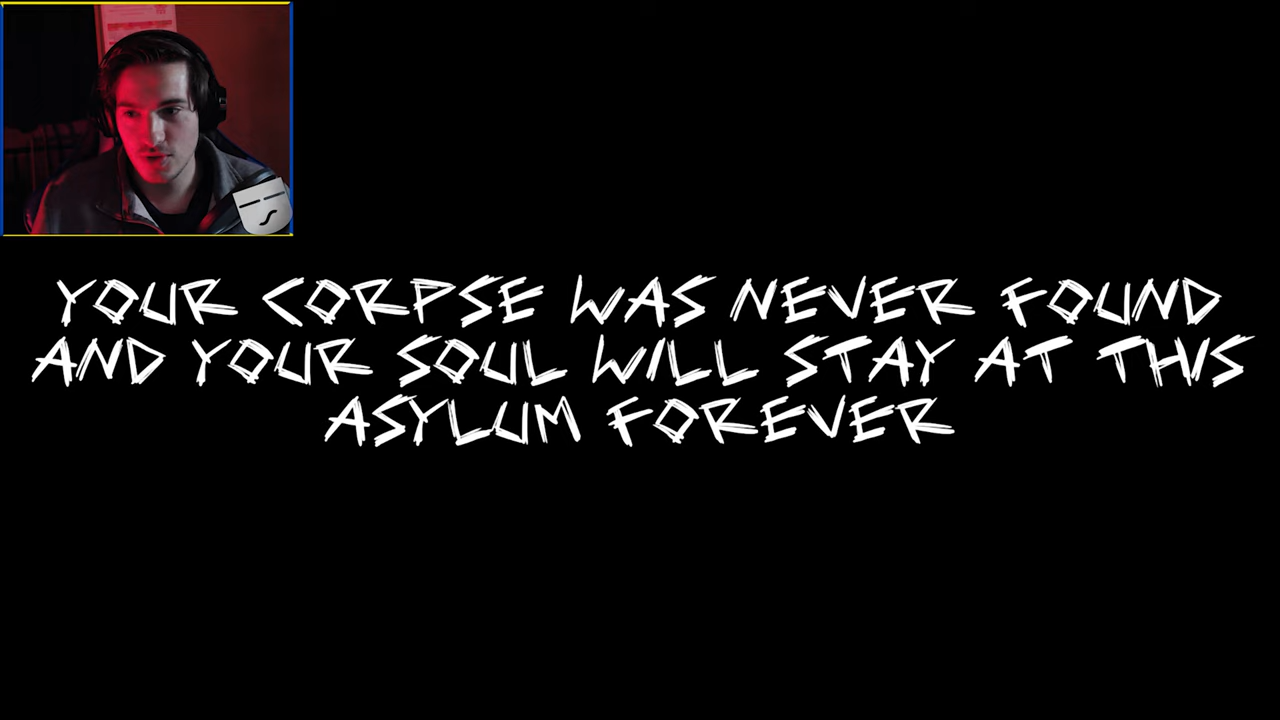 YOUR CORPSE WAS NEVER FOUND
AND YOUR SOUL WILL STAY AT THIS
ASYLUM FOREVER